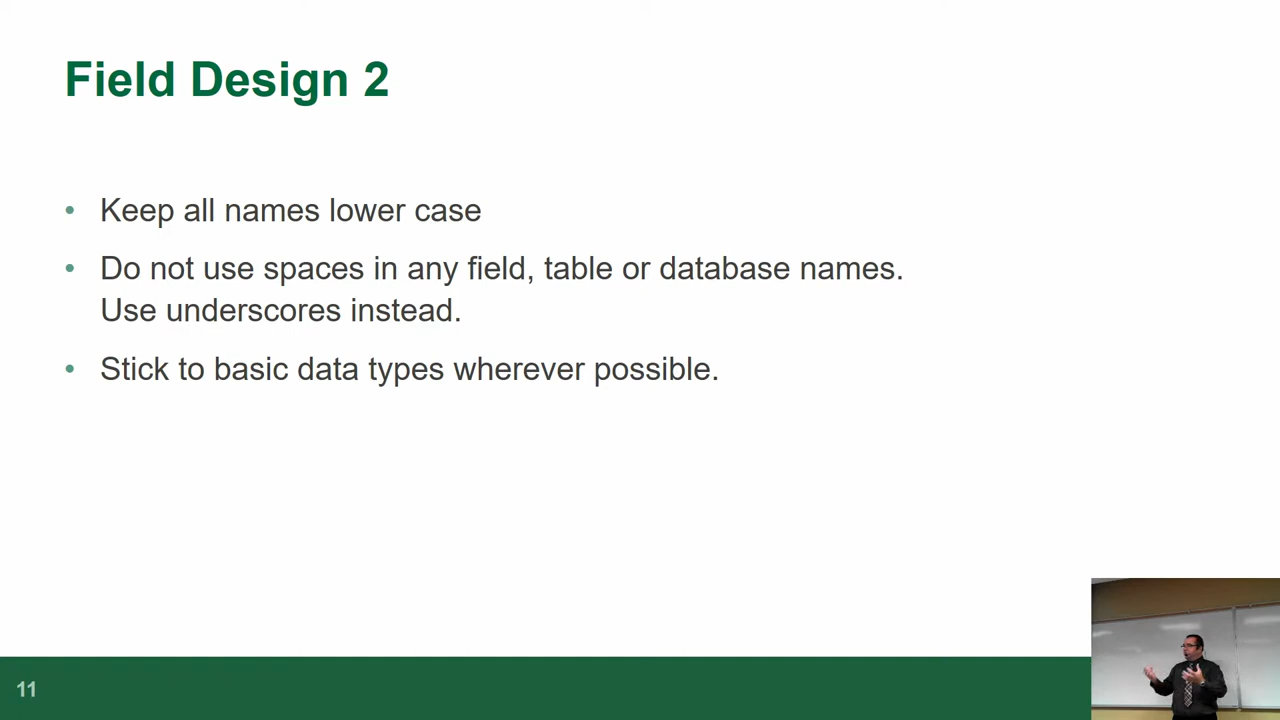 Field Design 2
• Keep all names lower case
• Do not use spaces in any field, table or database names.
Use underscores instead.
• Stick to basic data types wherever possible.
11